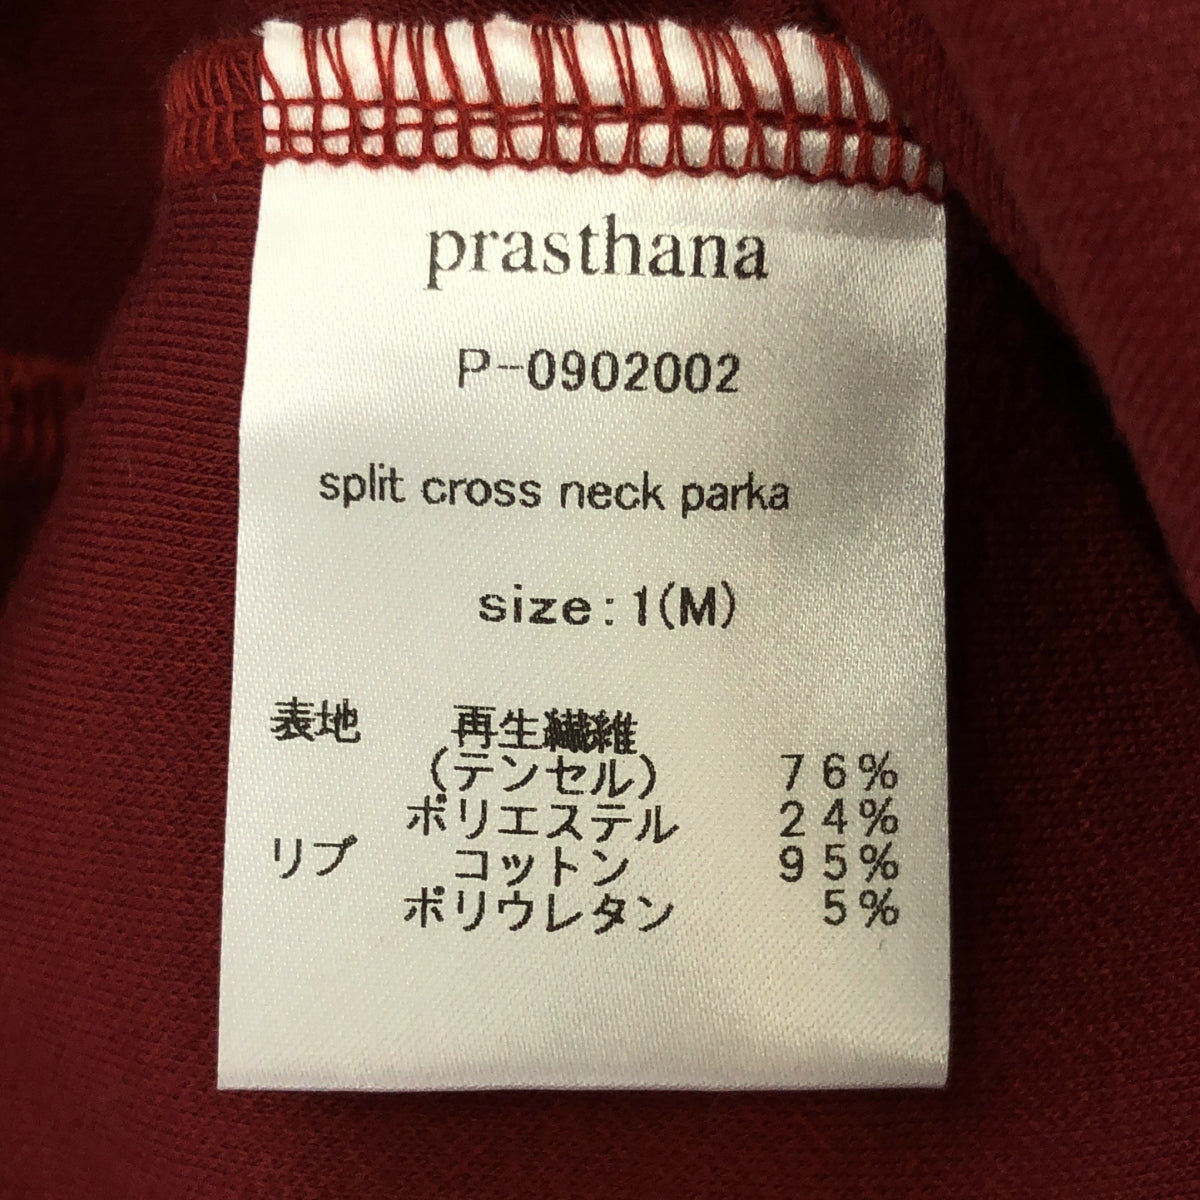 prasthana
P-0902002
split cross neck parka
size:1(M)
表地 再生繊維
(テンセル) 76%
ポリエステル 24%
リブ コットン 95%
ポリウレタン 5%